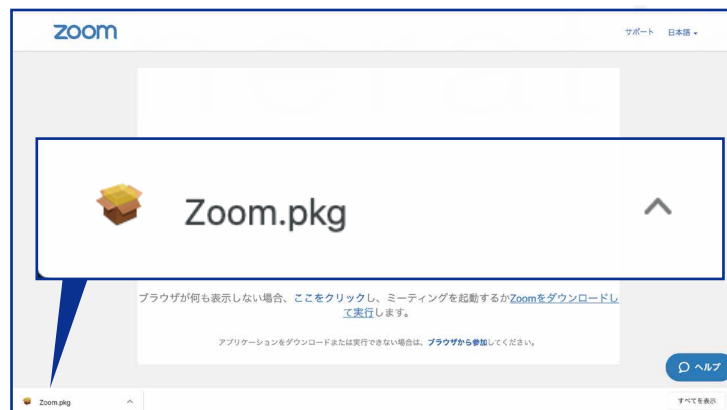 zoom
サポート 日本語
Zoom.pkg
ブラウザが何も表示しない場合、ここをクリックし、ミーティングを起動するかZoomをダウンロードし
て実行します。
アプリケーションをダウンロードまたは実行できない場合は、ブラウザから参加してください。
ヘルプ
Zoom.pkg
すべてを表示